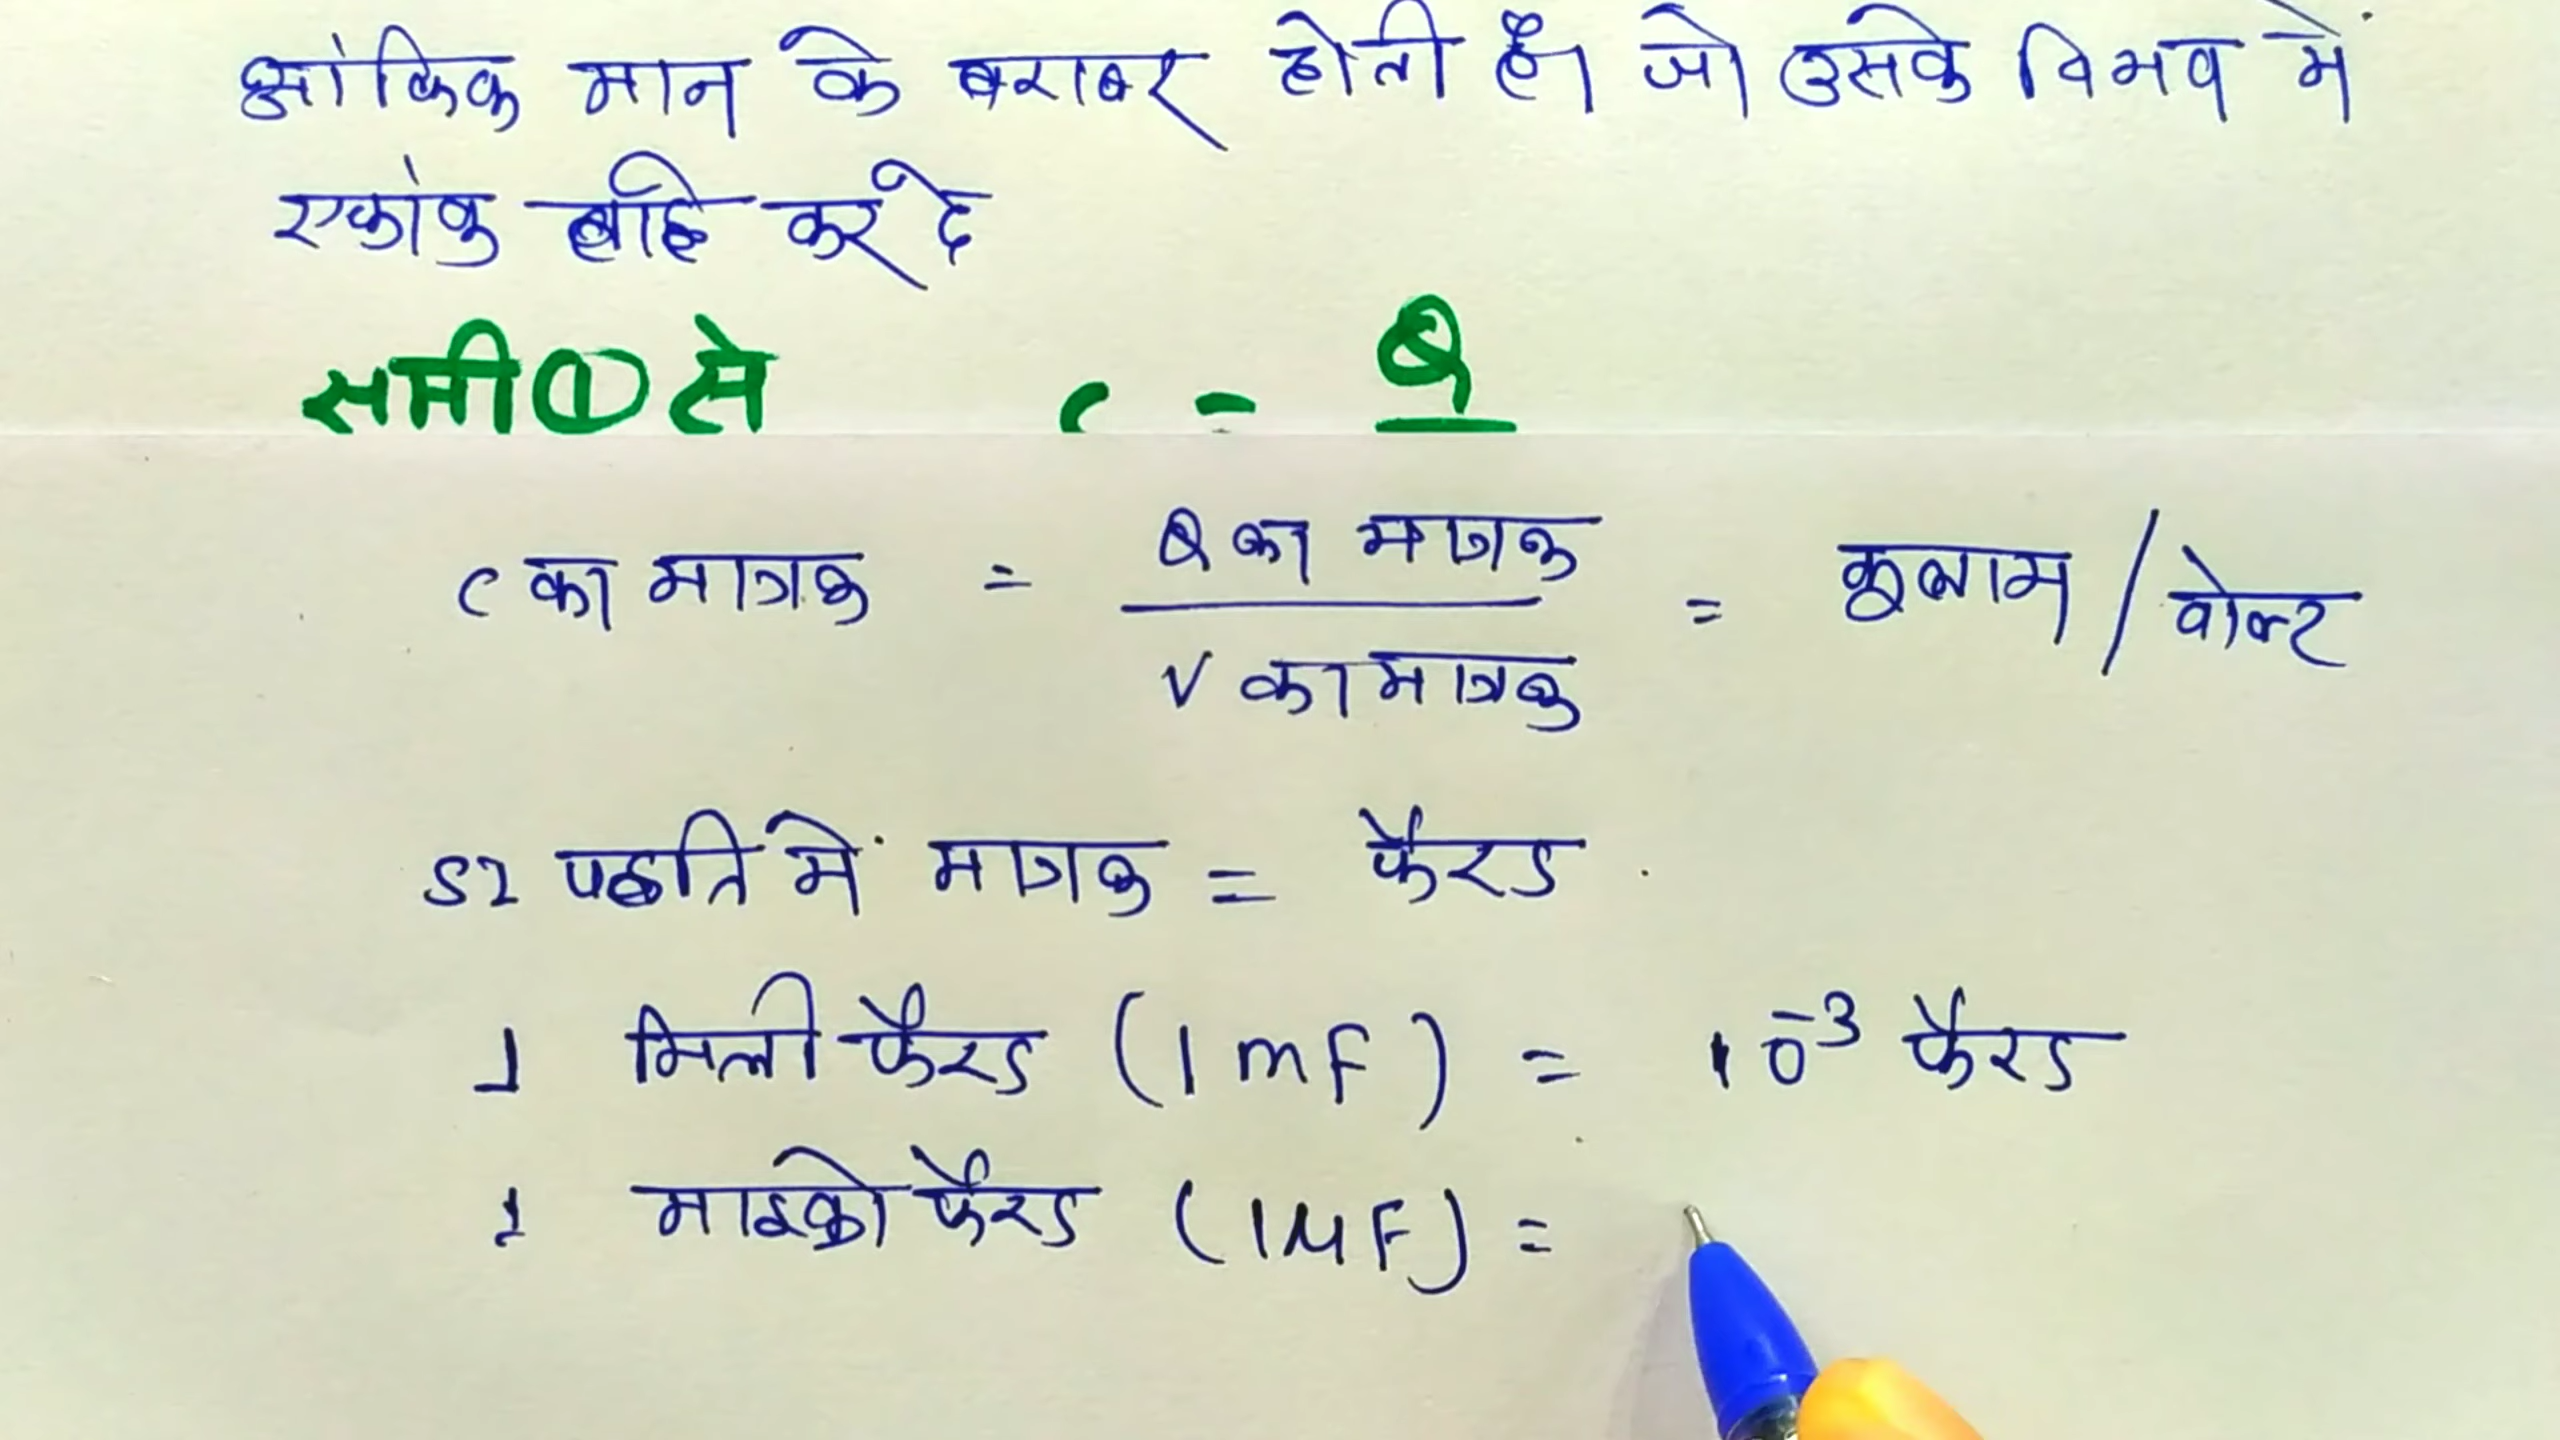 आंकिक मान के बराबर होती है। जो उसके विभव में
एकांक वृद्धि कर दे
समी ① से C = Q
C का मात्रक = Q का मात्रक / V का मात्रक = कूलाम / वोल्ट
SI पद्धति में मात्रक = फैरड
1 मिली फैरड (1 mF) = 10⁻³ फैरड
1 माइक्रो फैरड (1 μF) =